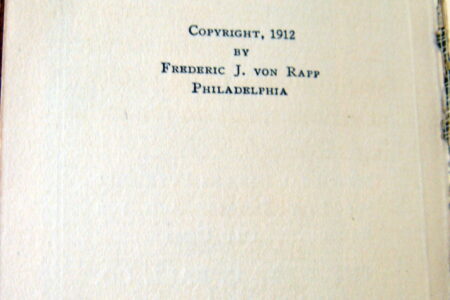 Copyright, 1912
by
Frederic J. von Rapp
Philadelphia